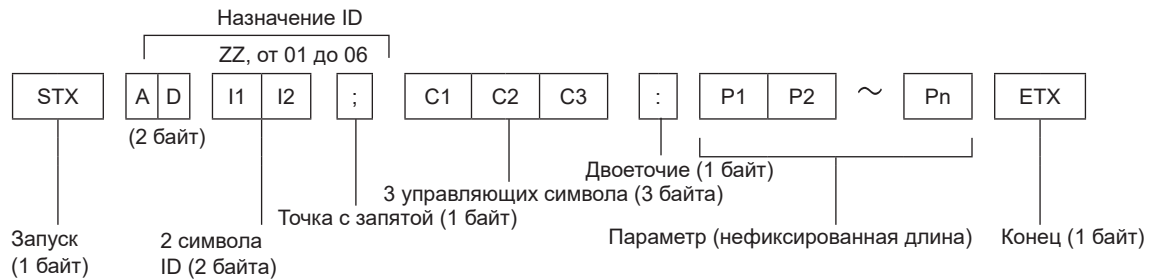 Назначение ID
ZZ, от 01 до 06
STX A D I1 I2 ; C1 C2 C3 : P1 P2 ～ Pn ETX
(2 байт)
Двоеточие (1 байт)
3 управляющих символа (3 байта)
Точка с запятой (1 байт)
Запуск
(1 байт)
2 символа
ID (2 байта)
Параметр (нефиксированная длина)
Конец (1 байт)